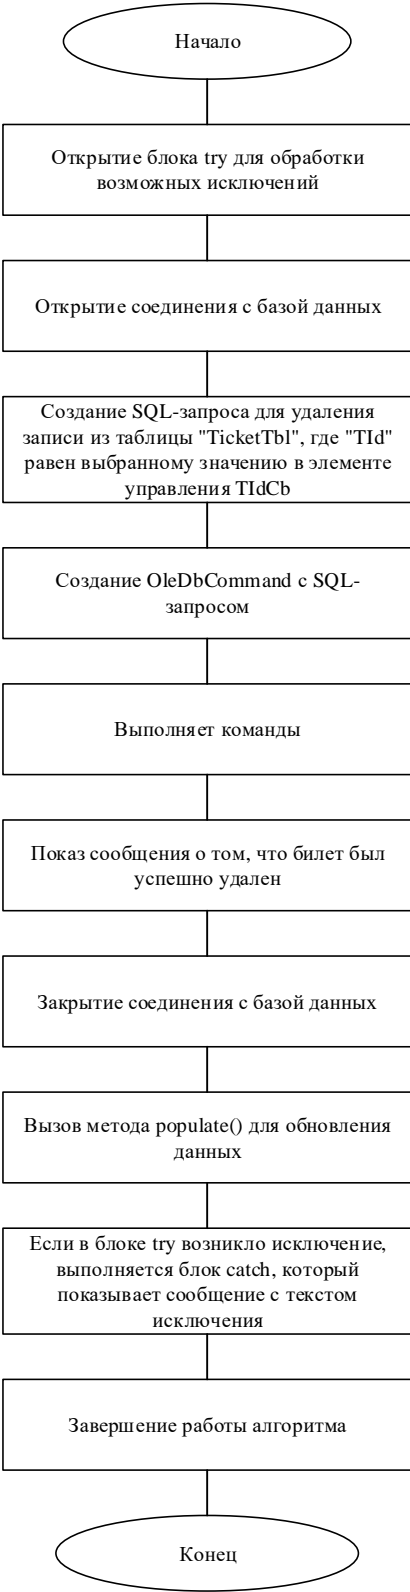 Начало
Открытие блока try для обработки
возможных исключений
Открытие соединения с базой данных
Создание SQL-запроса для удаления
записи из таблицы "TicketTbl", где "TId"
равен выбранному значению в элементе
управления TIdCb
Создание OleDbCommand с SQL-
запросом
Выполняет команды
Показ сообщения о том, что билет был
успешно удален
Закрытие соединения с базой данных
Вызов метода populate() для обновления
данных
Если в блоке try возникло исключение,
выполняется блок catch, который
показывает сообщение с текстом
исключения
Завершение работы алгоритма
Конец